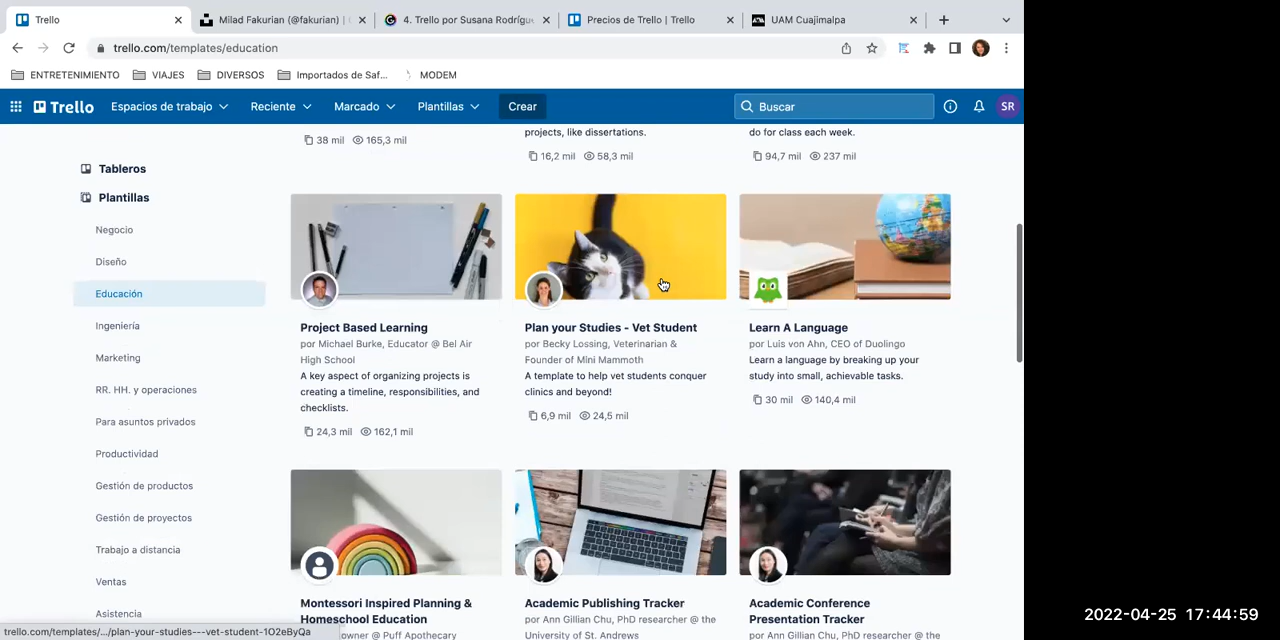 Milad Fakurian (@fakurian) | (
4. Trello por Susana Rodrígu
Precios de Trello | Trello
UAM Cuajimalpa
trello.com/templates/education
ENTRETENIMIENTO
VIAJES
DIVERSOS
Importados de Saf...
MODEM
Trello
Espacios de trabajo
Reciente
Marcado
Plantillas
Crear
Buscar
SR
38 mil 165,3 mil
projects, like dissertations.
16,2 mil 58,3 mil
do for class each week.
94,7 mil 237 mil
Tableros
Plantillas
Negocio
Diseño
Educación
Ingeniería
Marketing
RR. HH. y operaciones
Para asuntos privados
Productividad
Gestión de productos
Gestión de proyectos
Trabajo a distancia
Ventas
Asistencia
Project Based Learning
por Michael Burke, Educator @ Bel Air
High School
A key aspect of organizing projects is
creating a timeline, responsibilities, and
checklists.
24,3 mil 162,1 mil
Plan your Studies - Vet Student
por Becky Lossing, Veterinarian &
Founder of Mini Mammoth
A template to help vet students conquer
clinics and beyond!
6,9 mil 24,5 mil
Learn A Language
por Luis von Ahn, CEO of Duolingo
Learn a language by breaking up your
study into small, achievable tasks.
30 mil 140,4 mil
Montessori Inspired Planning &
Homeschool Education
owner @ Puff Apothecary
Academic Publishing Tracker
por Ann Gillian Chu, PhD researcher @ the
University of St. Andrews
Academic Conference
Presentation Tracker
por Ann Gillian Chu, PhD researcher @ the
trello.com/templates/.../plan-your-studies---vet-student-1O2eByQa
2022-04-25 17:44:59